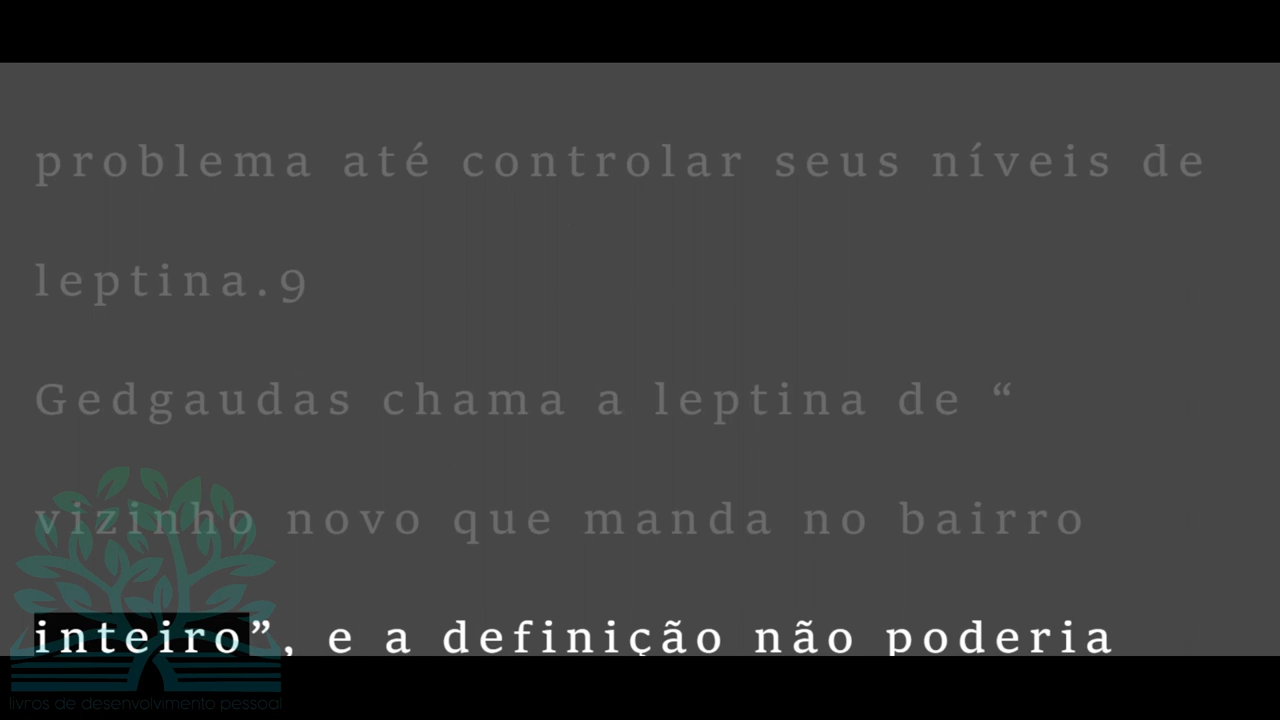 problema até controlar seus níveis de
leptina.9
Gedgaudas chama a leptina de “
vizinho novo que manda no bairro
inteiro”, e a definição não poderia
livros de desenvolvimento pessoal